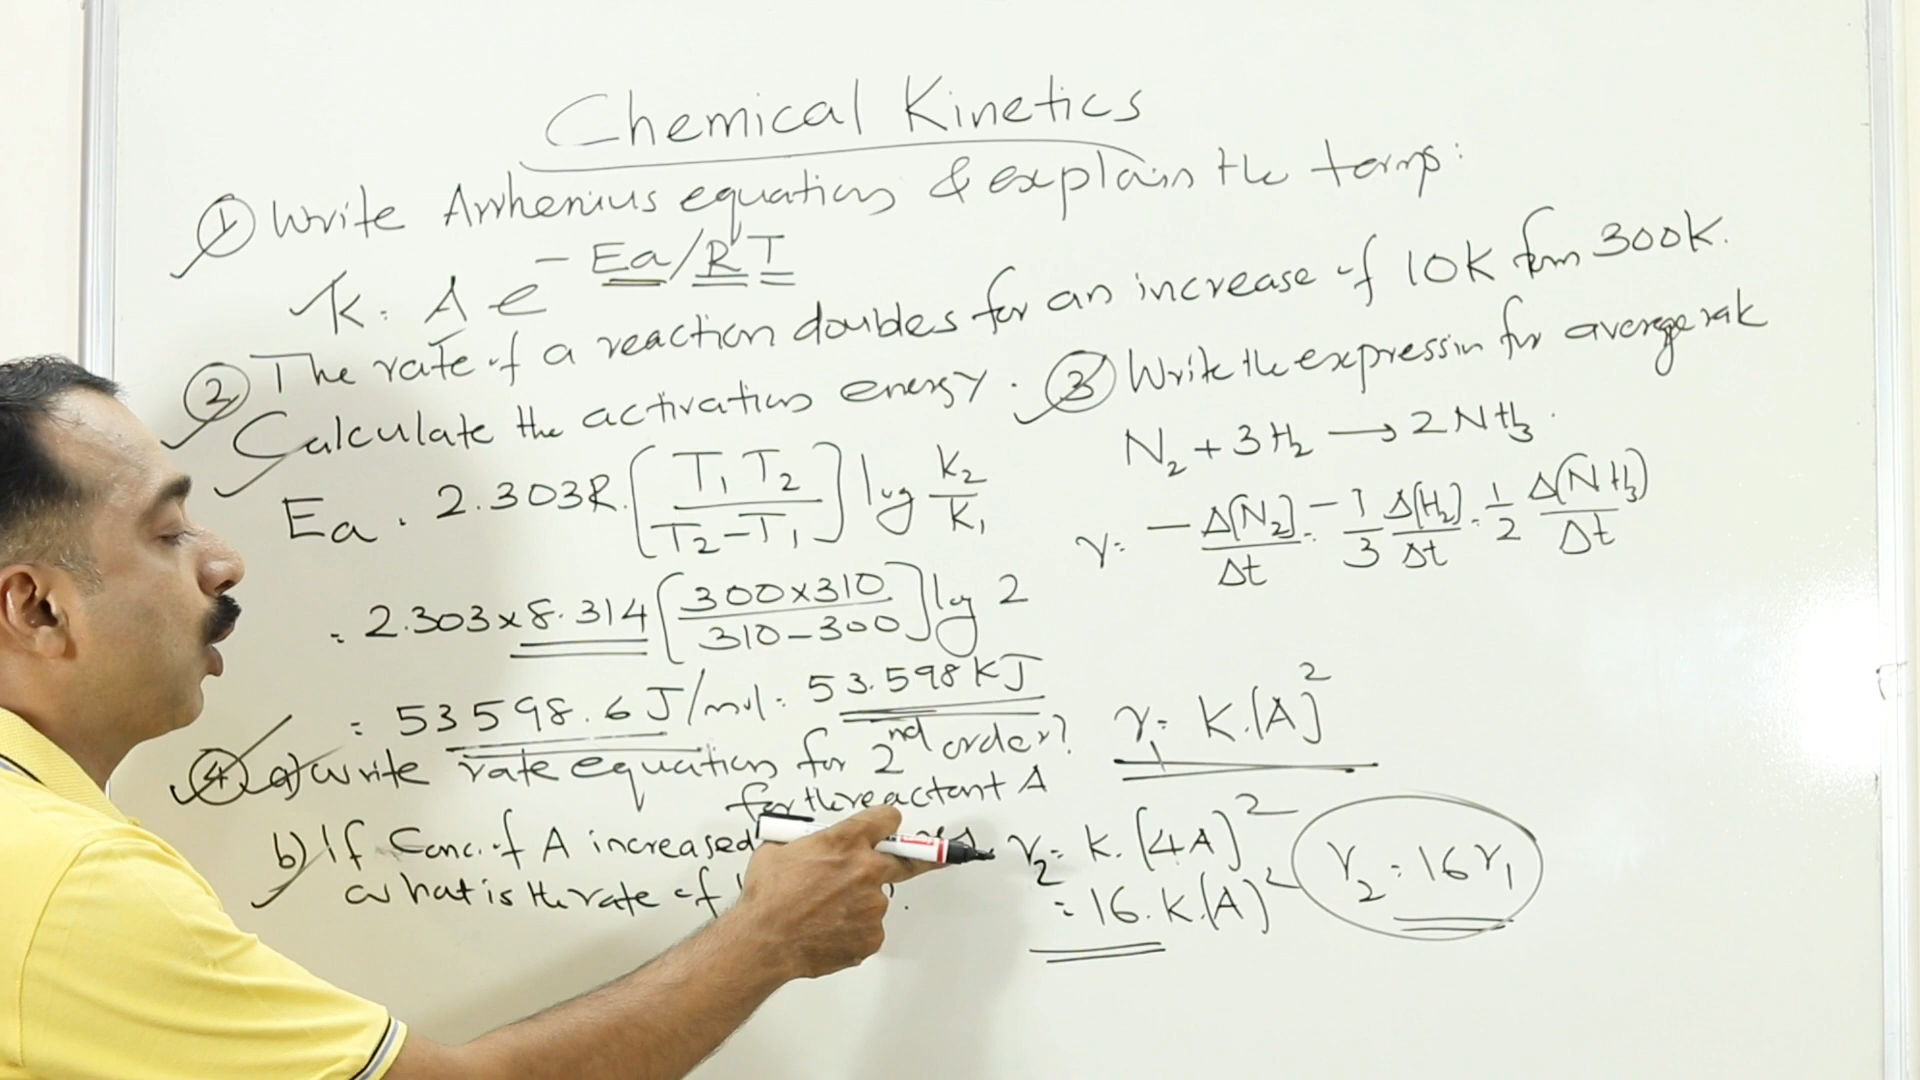 Chemical Kinetics
① Write Arrhenius equation & explain the terms:
k = A e^-Ea/RT
② The rate of a reaction doubles for an increase of 10K from 300K.
Calculate the activation energy.
Ea = 2.303R [T₁T₂ / T₂-T₁] log k₂/k₁
= 2.303 x 8.314 [300x310 / 310-300] log 2
= 53598.6 J/mol = 53.598 KJ
③ Write the expression for average rate
N₂ + 3H₂ → 2NH₃.
r = -Δ[N₂]/Δt = -1/3 Δ[H₂]/Δt = 1/2 Δ[NH₃]/Δt
④ a) Write rate equation for 2nd order?
for the reactant A
r₁ = K.[A]²
b) If Conc. of A increased
what is the rate of
r₂ = K.[4A]²
= 16.K.[A]²
r₂ = 16r₁